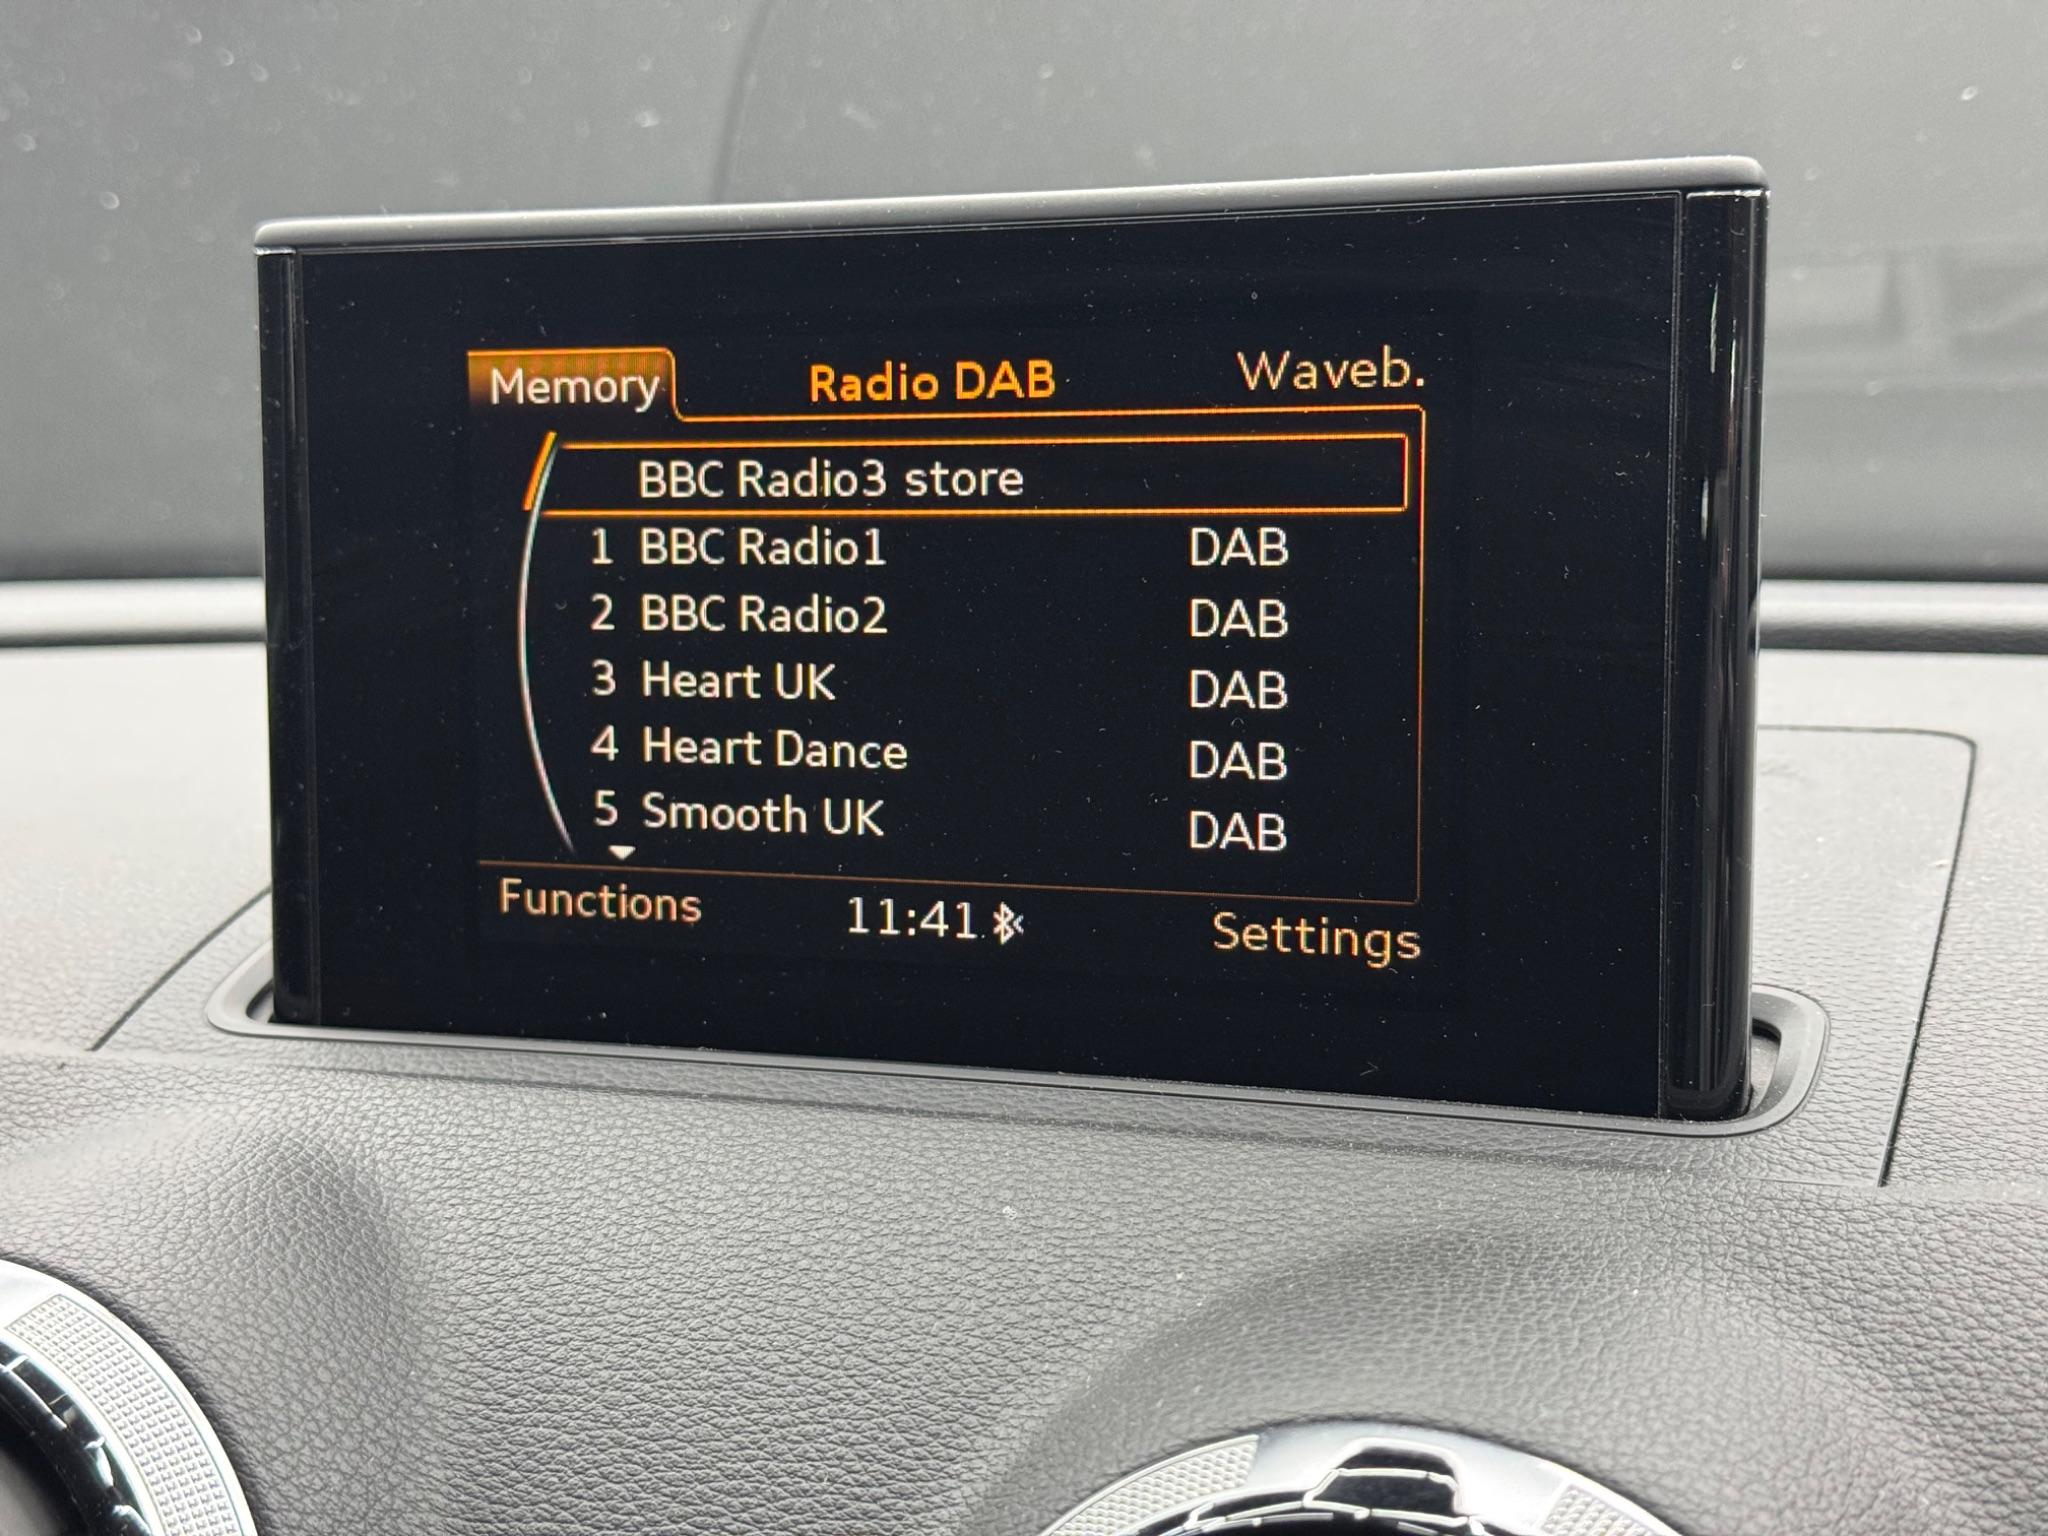 Memory Radio DAB Waveb.
BBC Radio3 store
1 BBC Radio1 DAB
2 BBC Radio2 DAB
3 Heart UK DAB
4 Heart Dance DAB
5 Smooth UK DAB
Functions 11:41 Settings